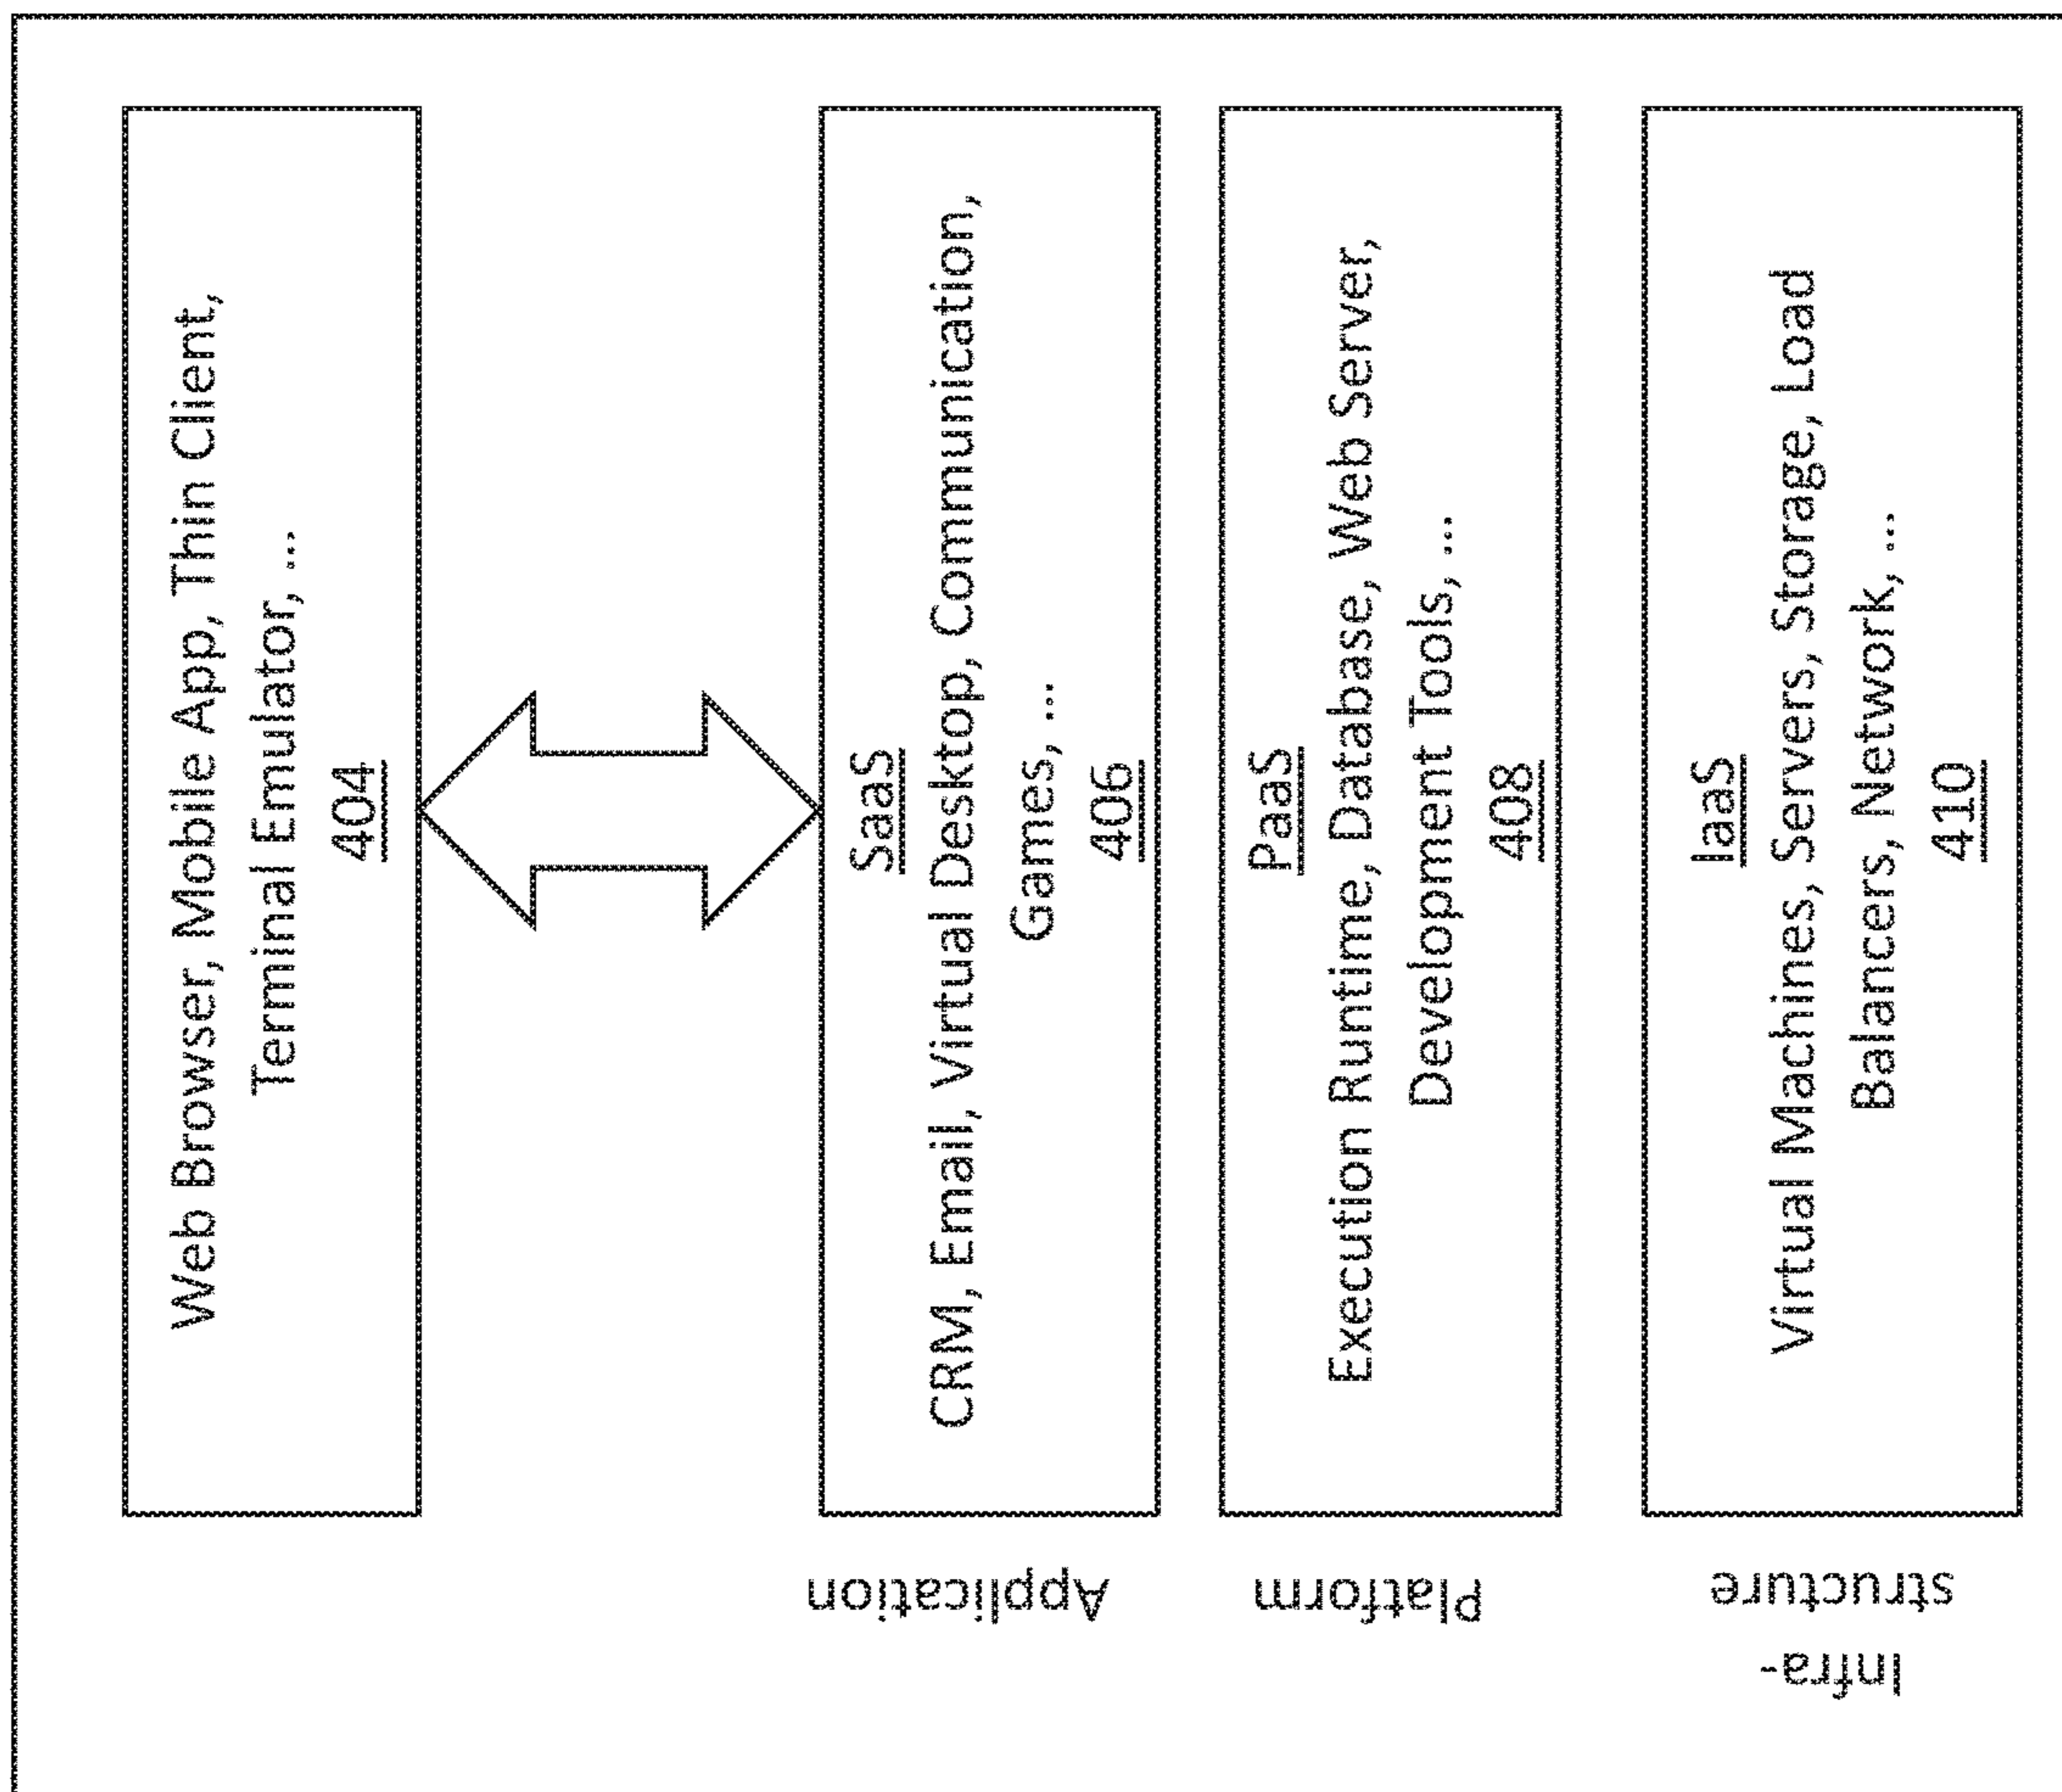 Web Browser, Mobile App, Thin Client,
Terminal Emulator, ...
404
SaaS
CRM, Email, Virtual Desktop, Communication,
Games, ...
406
Application
PaaS
Execution Runtime, Database, Web Server,
Development Tools, ...
408
Platform
IaaS
Virtual Machines, Servers, Storage, Load
Balancers, Network, ...
410
Infra-
structure